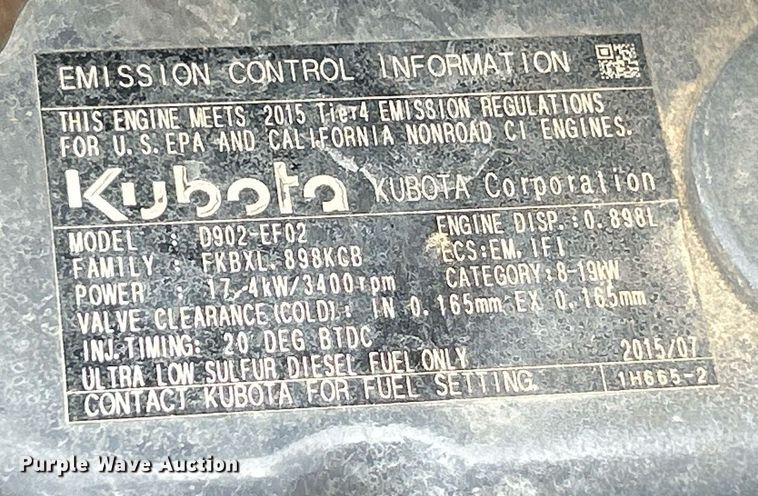 EMISSION CONTROL INFORMATION
THIS ENGINE MEETS 2015 Tier4 EMISSION REGULATIONS
FOR U.S. EPA AND CALIFORNIA NONROAD CI ENGINES.
Kubota KUBOTA Corporation
MODEL : D902-EF02 ENGINE DISP.:0.898L
FAMILY : FKBXL.898KCB ECS:EM, IFI
POWER : 17.4kW/3400rpm CATEGORY:8-19kW
VALVE CLEARANCE(COLD): IN 0.165mm EX 0.165mm
INJ.TIMING: 20 DEG BTDC
ULTRA LOW SULFUR DIESEL FUEL ONLY 2015/07
CONTACT KUBOTA FOR FUEL SETTING. 1H665-2
Purple Wave Auction